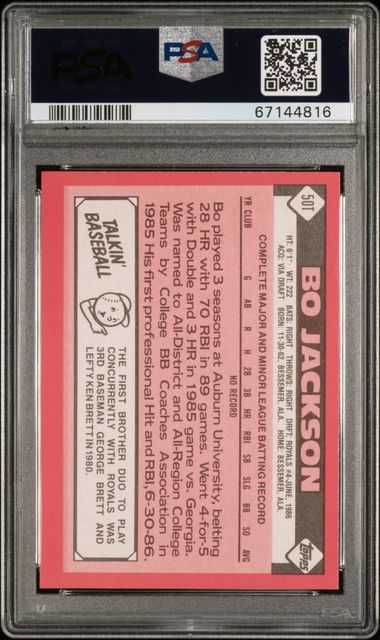 PSA
PSA
67144816
50T
BO JACKSON
Topps
HT: 6'1" WT: 222 BATS: RIGHT THROWS: RIGHT DRFT: ROYALS #4-JUNE, 1986
ACQ: VIA DRAFT BORN: 11-30-62, BESSEMER, ALA. HOME: BESSEMER, ALA.
COMPLETE MAJOR AND MINOR LEAGUE BATTING RECORD
YR CLUB G AB R H 2B 3B HR RBI SB SLG BB SO AVG
NO RECORD
Bo played 3 seasons at Auburn University, belting
28 HR with 70 RBI in 89 games. Went 4-for-5
with Double and 3 HR in 1985 game vs. Georgia.
Was named to All-District and All-Region College
Teams by College BB Coaches Association in
1985 His first professional Hit and RBI, 6-30-86.
TALKIN'
BASEBALL
THE FIRST BROTHER DUO TO PLAY
CONCURRENTLY WITH ROYALS WAS
3RD BASEMAN GEORGE BRETT AND
LEFTY KEN BRETT IN 1980.